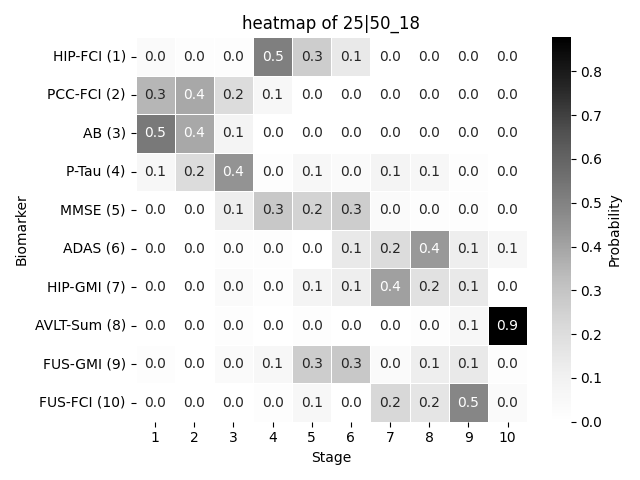 heatmap of 25|50_18
HIP-FCI (1) 0.0 0.0 0.0 0.5 0.3 0.1 0.0 0.0 0.0 0.0
PCC-FCI (2) 0.3 0.4 0.2 0.1 0.0 0.0 0.0 0.0 0.0 0.0
AB (3) 0.5 0.4 0.1 0.0 0.0 0.0 0.0 0.0 0.0 0.0
P-Tau (4) 0.1 0.2 0.4 0.0 0.1 0.0 0.1 0.1 0.0 0.0
MMSE (5) 0.0 0.0 0.1 0.3 0.2 0.3 0.0 0.0 0.0 0.0
ADAS (6) 0.0 0.0 0.0 0.0 0.0 0.1 0.2 0.4 0.1 0.1
HIP-GMI (7) 0.0 0.0 0.0 0.0 0.1 0.1 0.4 0.2 0.1 0.0
AVLT-Sum (8) 0.0 0.0 0.0 0.0 0.0 0.0 0.0 0.0 0.1 0.9
FUS-GMI (9) 0.0 0.0 0.0 0.1 0.3 0.3 0.0 0.1 0.1 0.0
FUS-FCI (10) 0.0 0.0 0.0 0.0 0.1 0.0 0.2 0.2 0.5 0.0
1 2 3 4 5 6 7 8 9 10
Stage
Biomarker
0.8
0.7
0.6
0.5
0.4
0.3
0.2
0.1
0.0
Probability